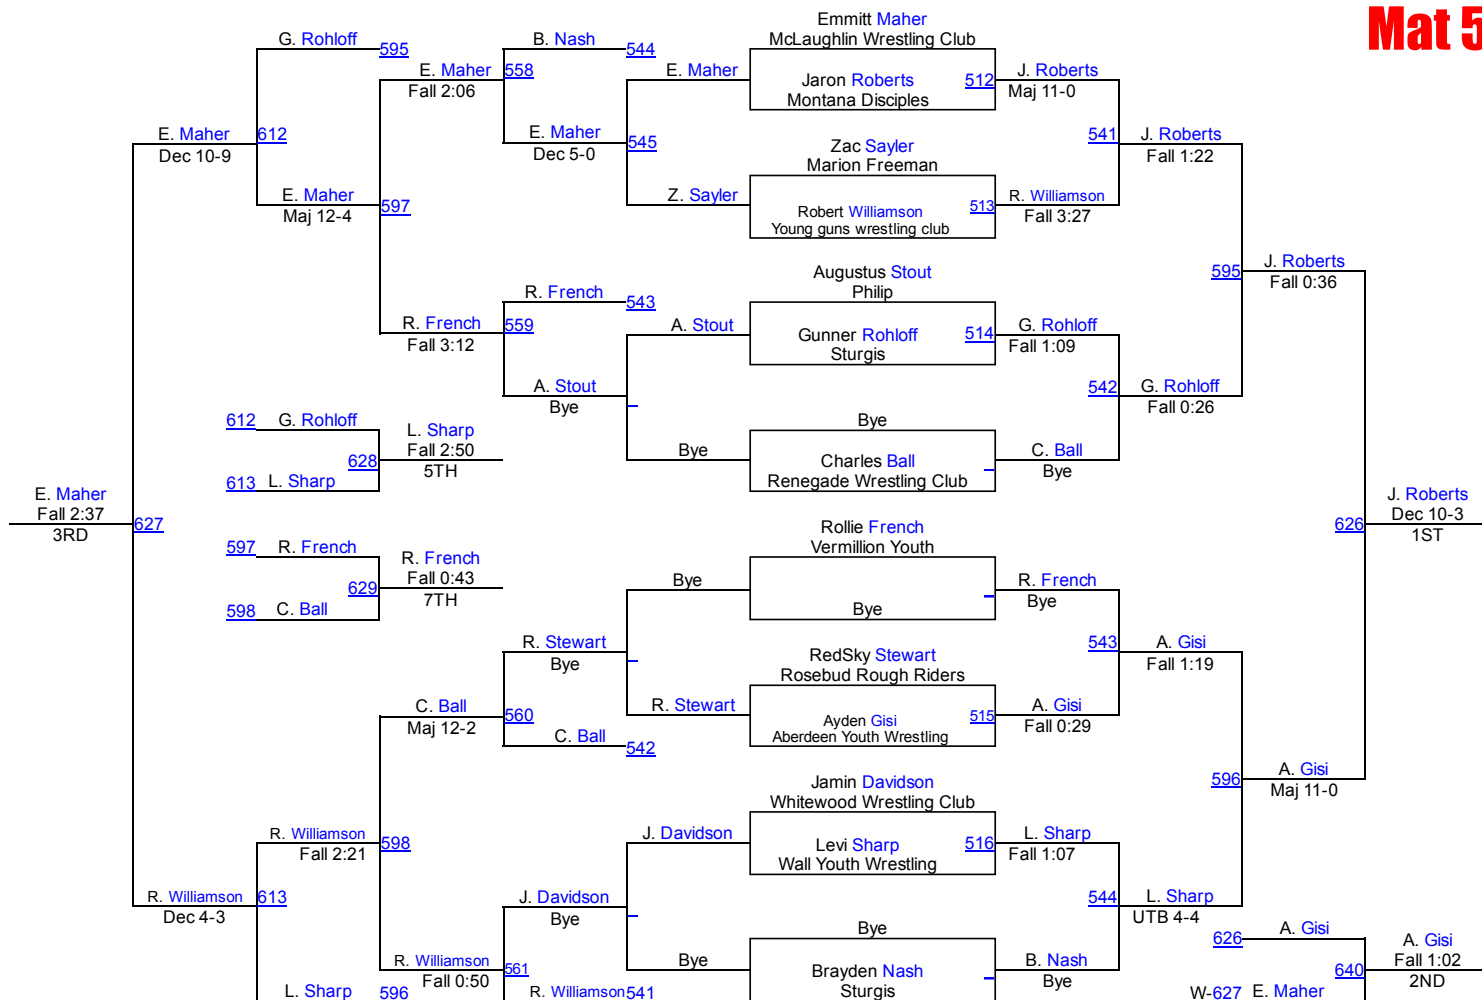 Mat 5
Emmitt Maher
McLaughlin Wrestling Club
G. Rohloff 595
B. Nash 544
E. Maher 558
Fall 2:06
E. Maher
Jaron Roberts 512
Montana Disciples
J. Roberts
Maj 11-0
E. Maher 612
Dec 10-9
E. Maher 545
Dec 5-0
Zac Sayler
Marion Freeman
541 J. Roberts
Fall 1:22
E. Maher 597
Maj 12-4
Z. Sayler
Robert Williamson 513
Young guns wrestling club
R. Williamson
Fall 3:27
Augustus Stout
Philip
595 J. Roberts
Fall 0:36
R. French 543
R. French 559
Fall 3:12
A. Stout
Gunner Rohloff 514
Sturgis
G. Rohloff
Fall 1:09
A. Stout
Bye
542 G. Rohloff
Fall 0:26
612 G. Rohloff
L. Sharp
628 Fall 2:50
5TH
613 L. Sharp
Bye
Bye
Charles Ball
Renegade Wrestling Club
C. Ball
Bye
E. Maher
Fall 2:37 627
3RD
J. Roberts
626 Dec 10-3
1ST
Rollie French
Vermillion Youth
597 R. French
R. French
629 Fall 0:43
7TH
598 C. Ball
Bye
Bye
R. French
Bye
R. Stewart
Bye
RedSky Stewart
Rosebud Rough Riders
543 A. Gisi
Fall 1:19
C. Ball 560
Maj 12-2
R. Stewart
Ayden Gisi 515
Aberdeen Youth Wrestling
A. Gisi
Fall 0:29
C. Ball 542
Jamin Davidson
Whitewood Wrestling Club
596 A. Gisi
Maj 11-0
R. Williamson 598
Fall 2:21
J. Davidson
Levi Sharp 516
Wall Youth Wrestling
L. Sharp
Fall 1:07
R. Williamson 613
Dec 4-3
J. Davidson
Bye
544 L. Sharp
UTB 4-4
Bye
626 A. Gisi
A. Gisi
640 Fall 1:02
2ND
R. Williamson 561
Fall 0:50
Bye
Brayden Nash
Sturgis
B. Nash
Bye
L. Sharp 596
R. Williamson 541
W-627 E. Maher